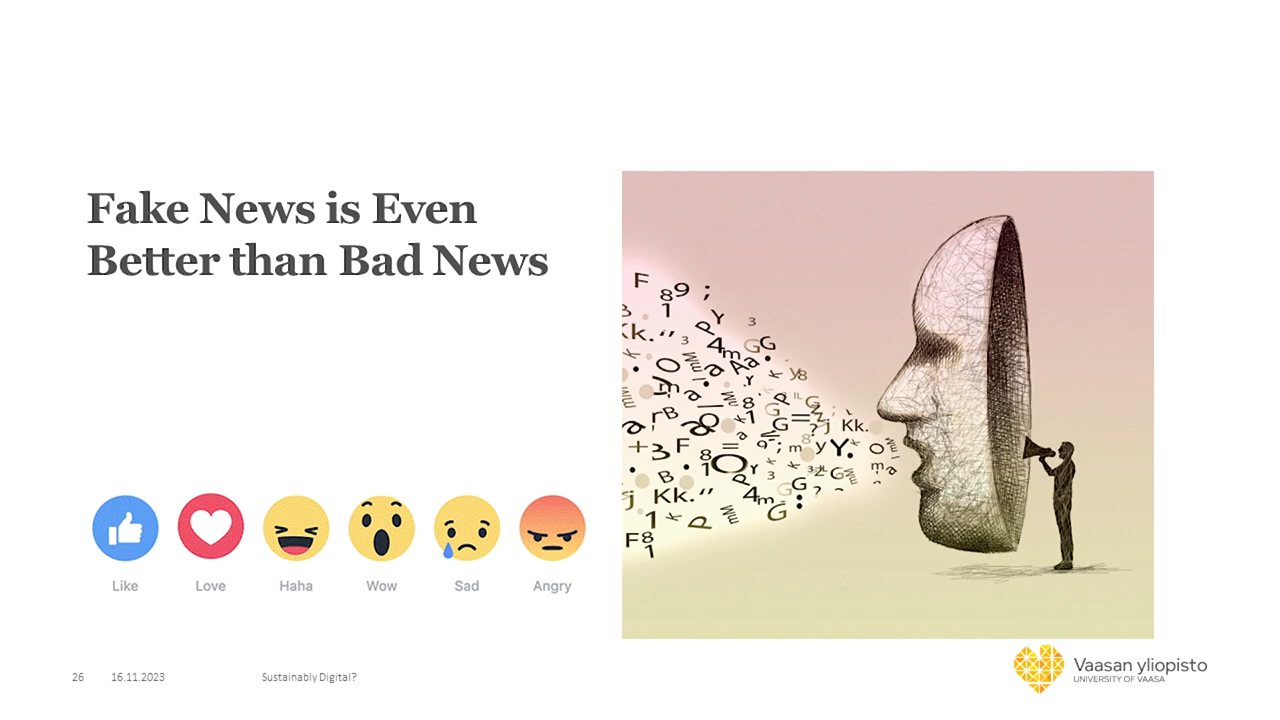 Fake News is Even
Better than Bad News
Like Love Haha Wow Sad Angry
26 16.11.2023 Sustainably Digital?
Vaasan yliopisto
UNIVERSITY OF VAASA